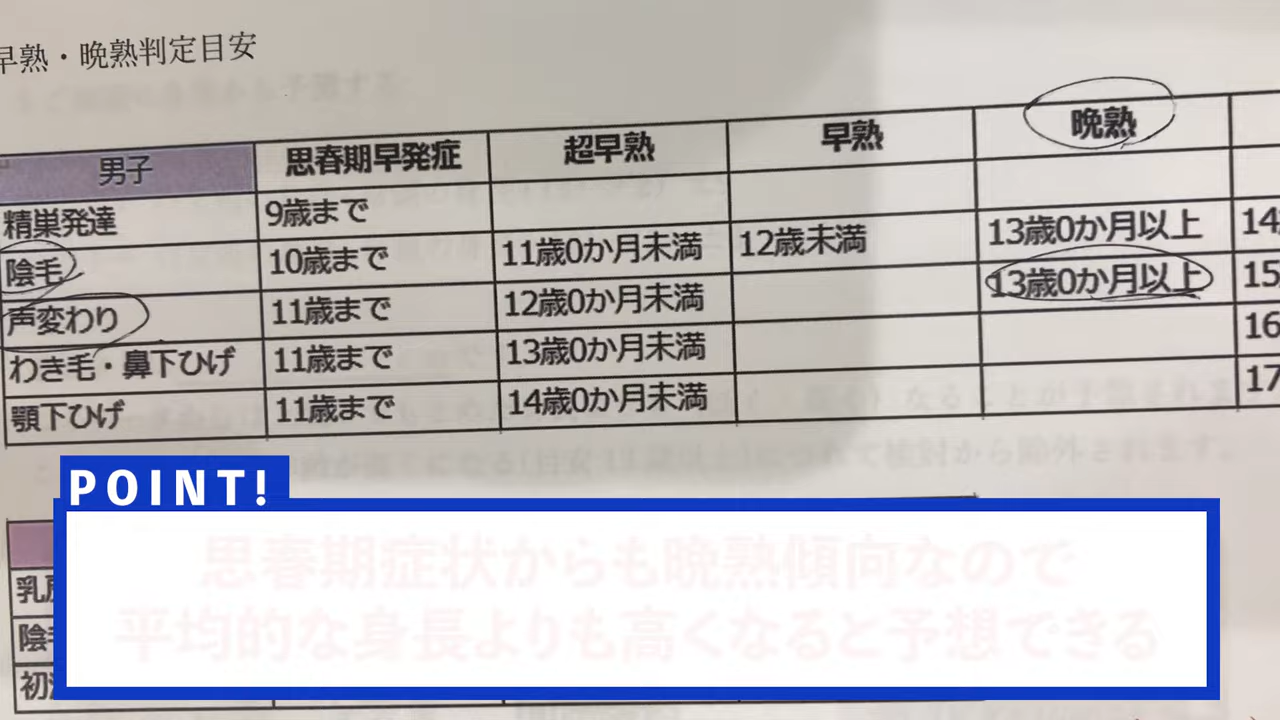 早熟・晩熟判定目安
男子 思春期早発症 超早熟 早熟 晩熟
精巣発達 9歳まで
陰毛 10歳まで 11歳0か月未満 12歳未満 13歳0か月以上 14
声変わり 11歳まで 12歳0か月未満 13歳0か月以上 15
わき毛・鼻下ひげ 11歳まで 13歳0か月未満 16
顎下ひげ 11歳まで 14歳0か月未満 17
POINT!
思春期症状からも晩熟傾向なので
平均的な身長よりも高くなると予想できる
乳
陰
初